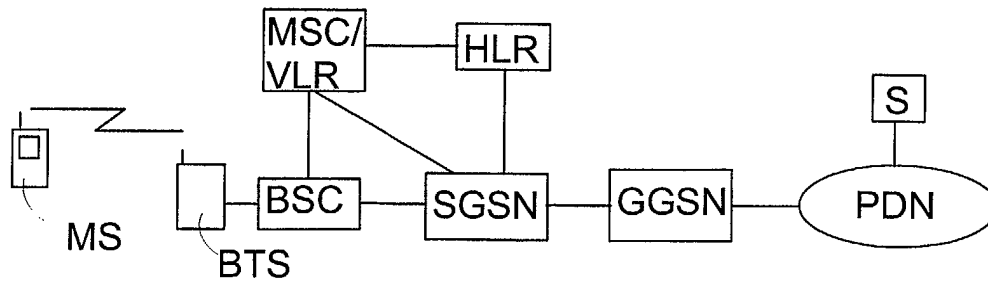 MSC/
VLR
HLR
S
MS
BTS
BSC
SGSN
GGSN
PDN